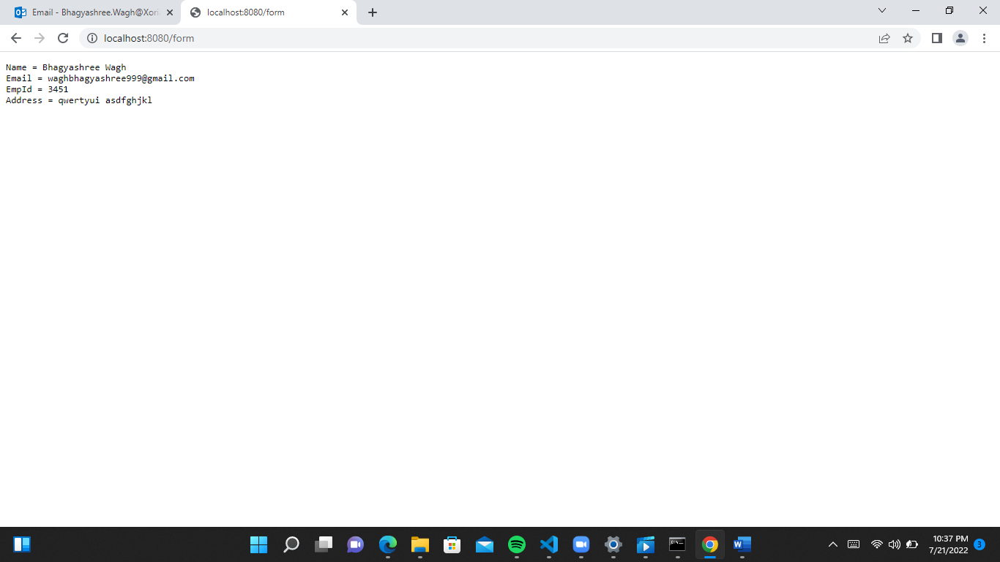 Email - Bhagyashree.Wagh@Xori
localhost:8080/form
localhost:8080/form
Name = Bhagyashree Wagh
Email = waghbhagyashree999@gmail.com
EmpId = 3451
Address = qwertyui asdfghjkl
10:37 PM
7/21/2022
3